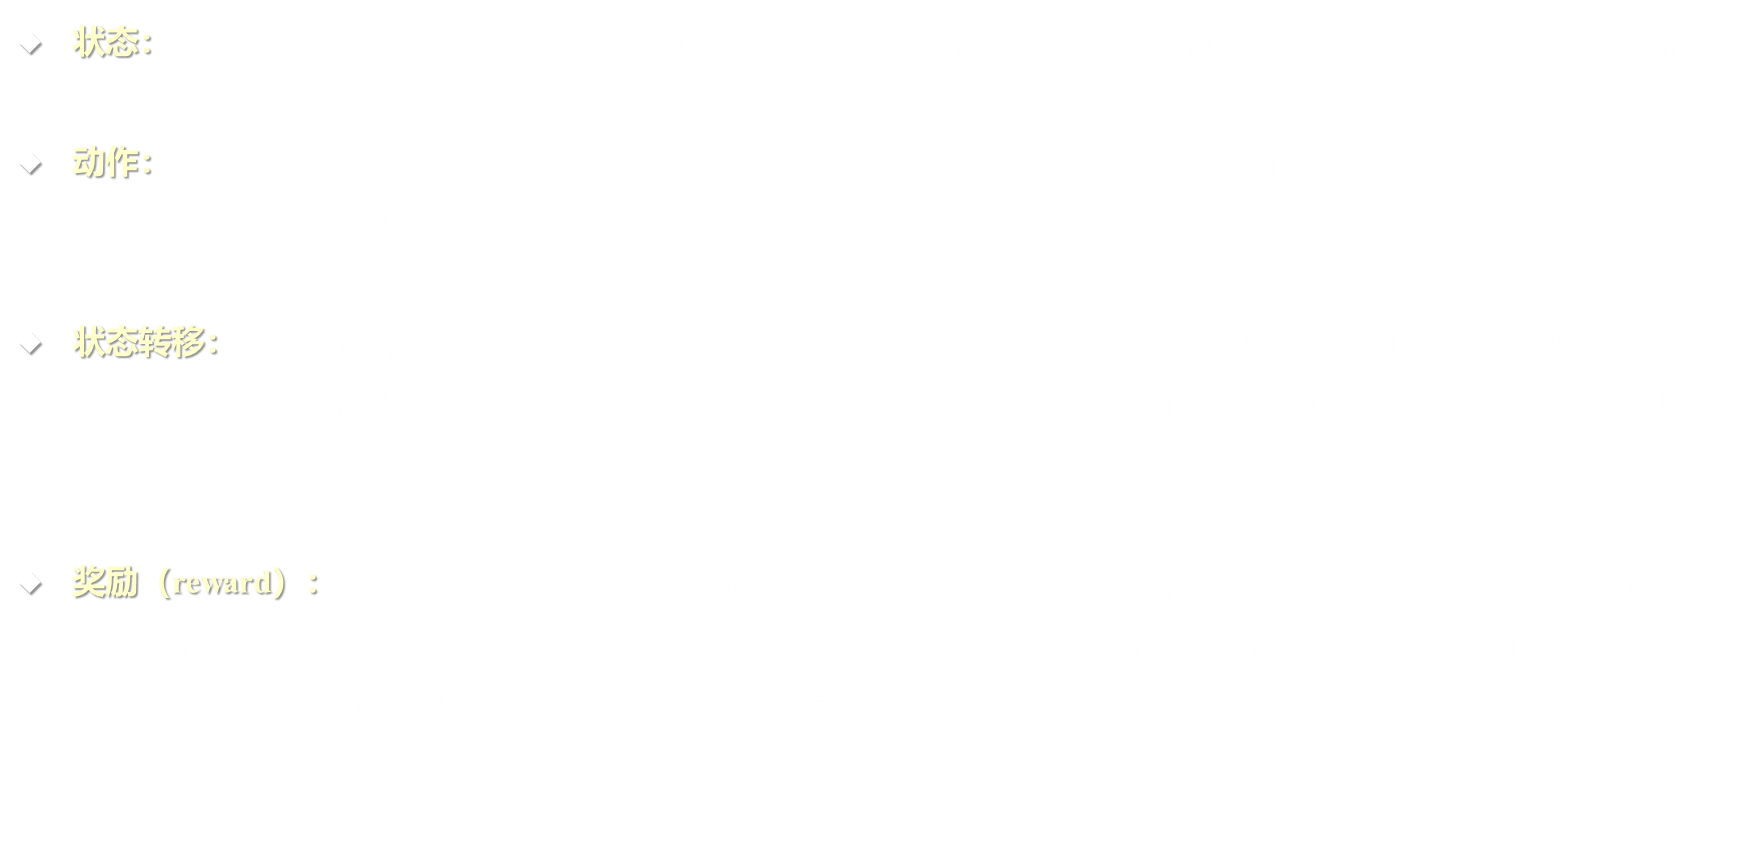 ◆ 状态：
◆ 动作：
◆ 状态转移：
◆ 奖励（reward）：